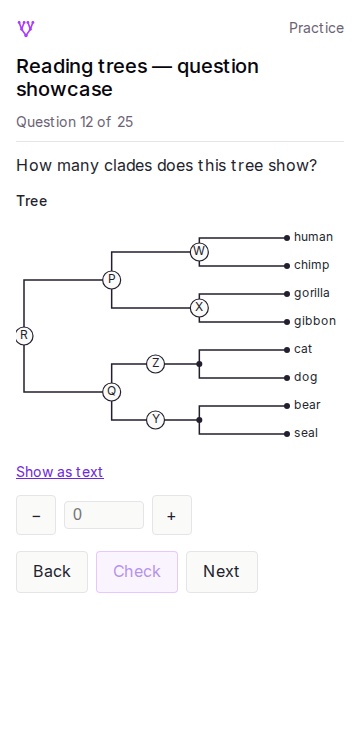 Practice
Reading trees — question
showcase
Question 12 of 25
How many clades does this tree show?
Tree
human
W
chimp
P
gorilla
X
gibbon
R
cat
Z
dog
Q
bear
Y
seal
Show as text
− 0 +
Back Check Next